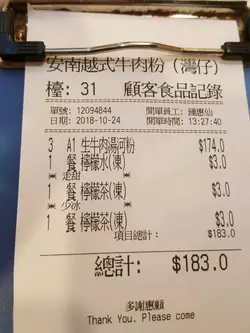 安南越式牛肉粉 (灣仔)
檯: 31 顧客食品記錄
單號: 12094844 開單員工: 鍾惠仙
日期: 2018-10-24 開單時間: 13:27:40
3 A1 生牛肉湯河粉 $174.0
1 餐 檸檬水(凍) $3.0
* 走甜 *
1 餐 檸檬茶(凍) $3.0
* 少冰 *
1 餐 檸檬茶(凍) $3.0
項目總計: $183.0
總計: $183.0
多謝惠顧
Thank You. Please come